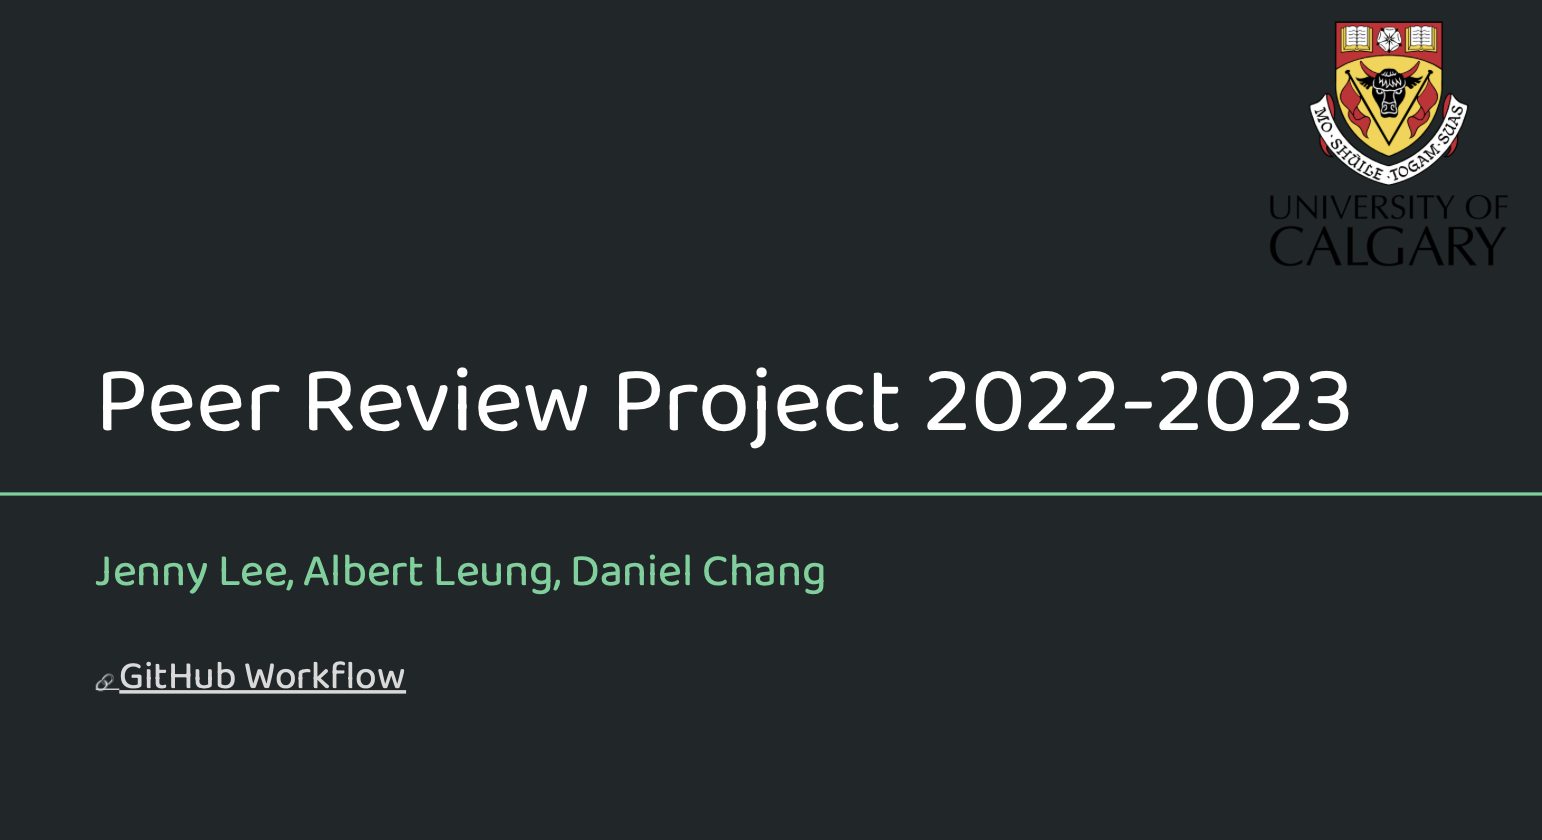 MO · SHÙILE · TOGAM · SUAS
UNIVERSITY OF
CALGARY
Peer Review Project 2022-2023
Jenny Lee, Albert Leung, Daniel Chang
GitHub Workflow